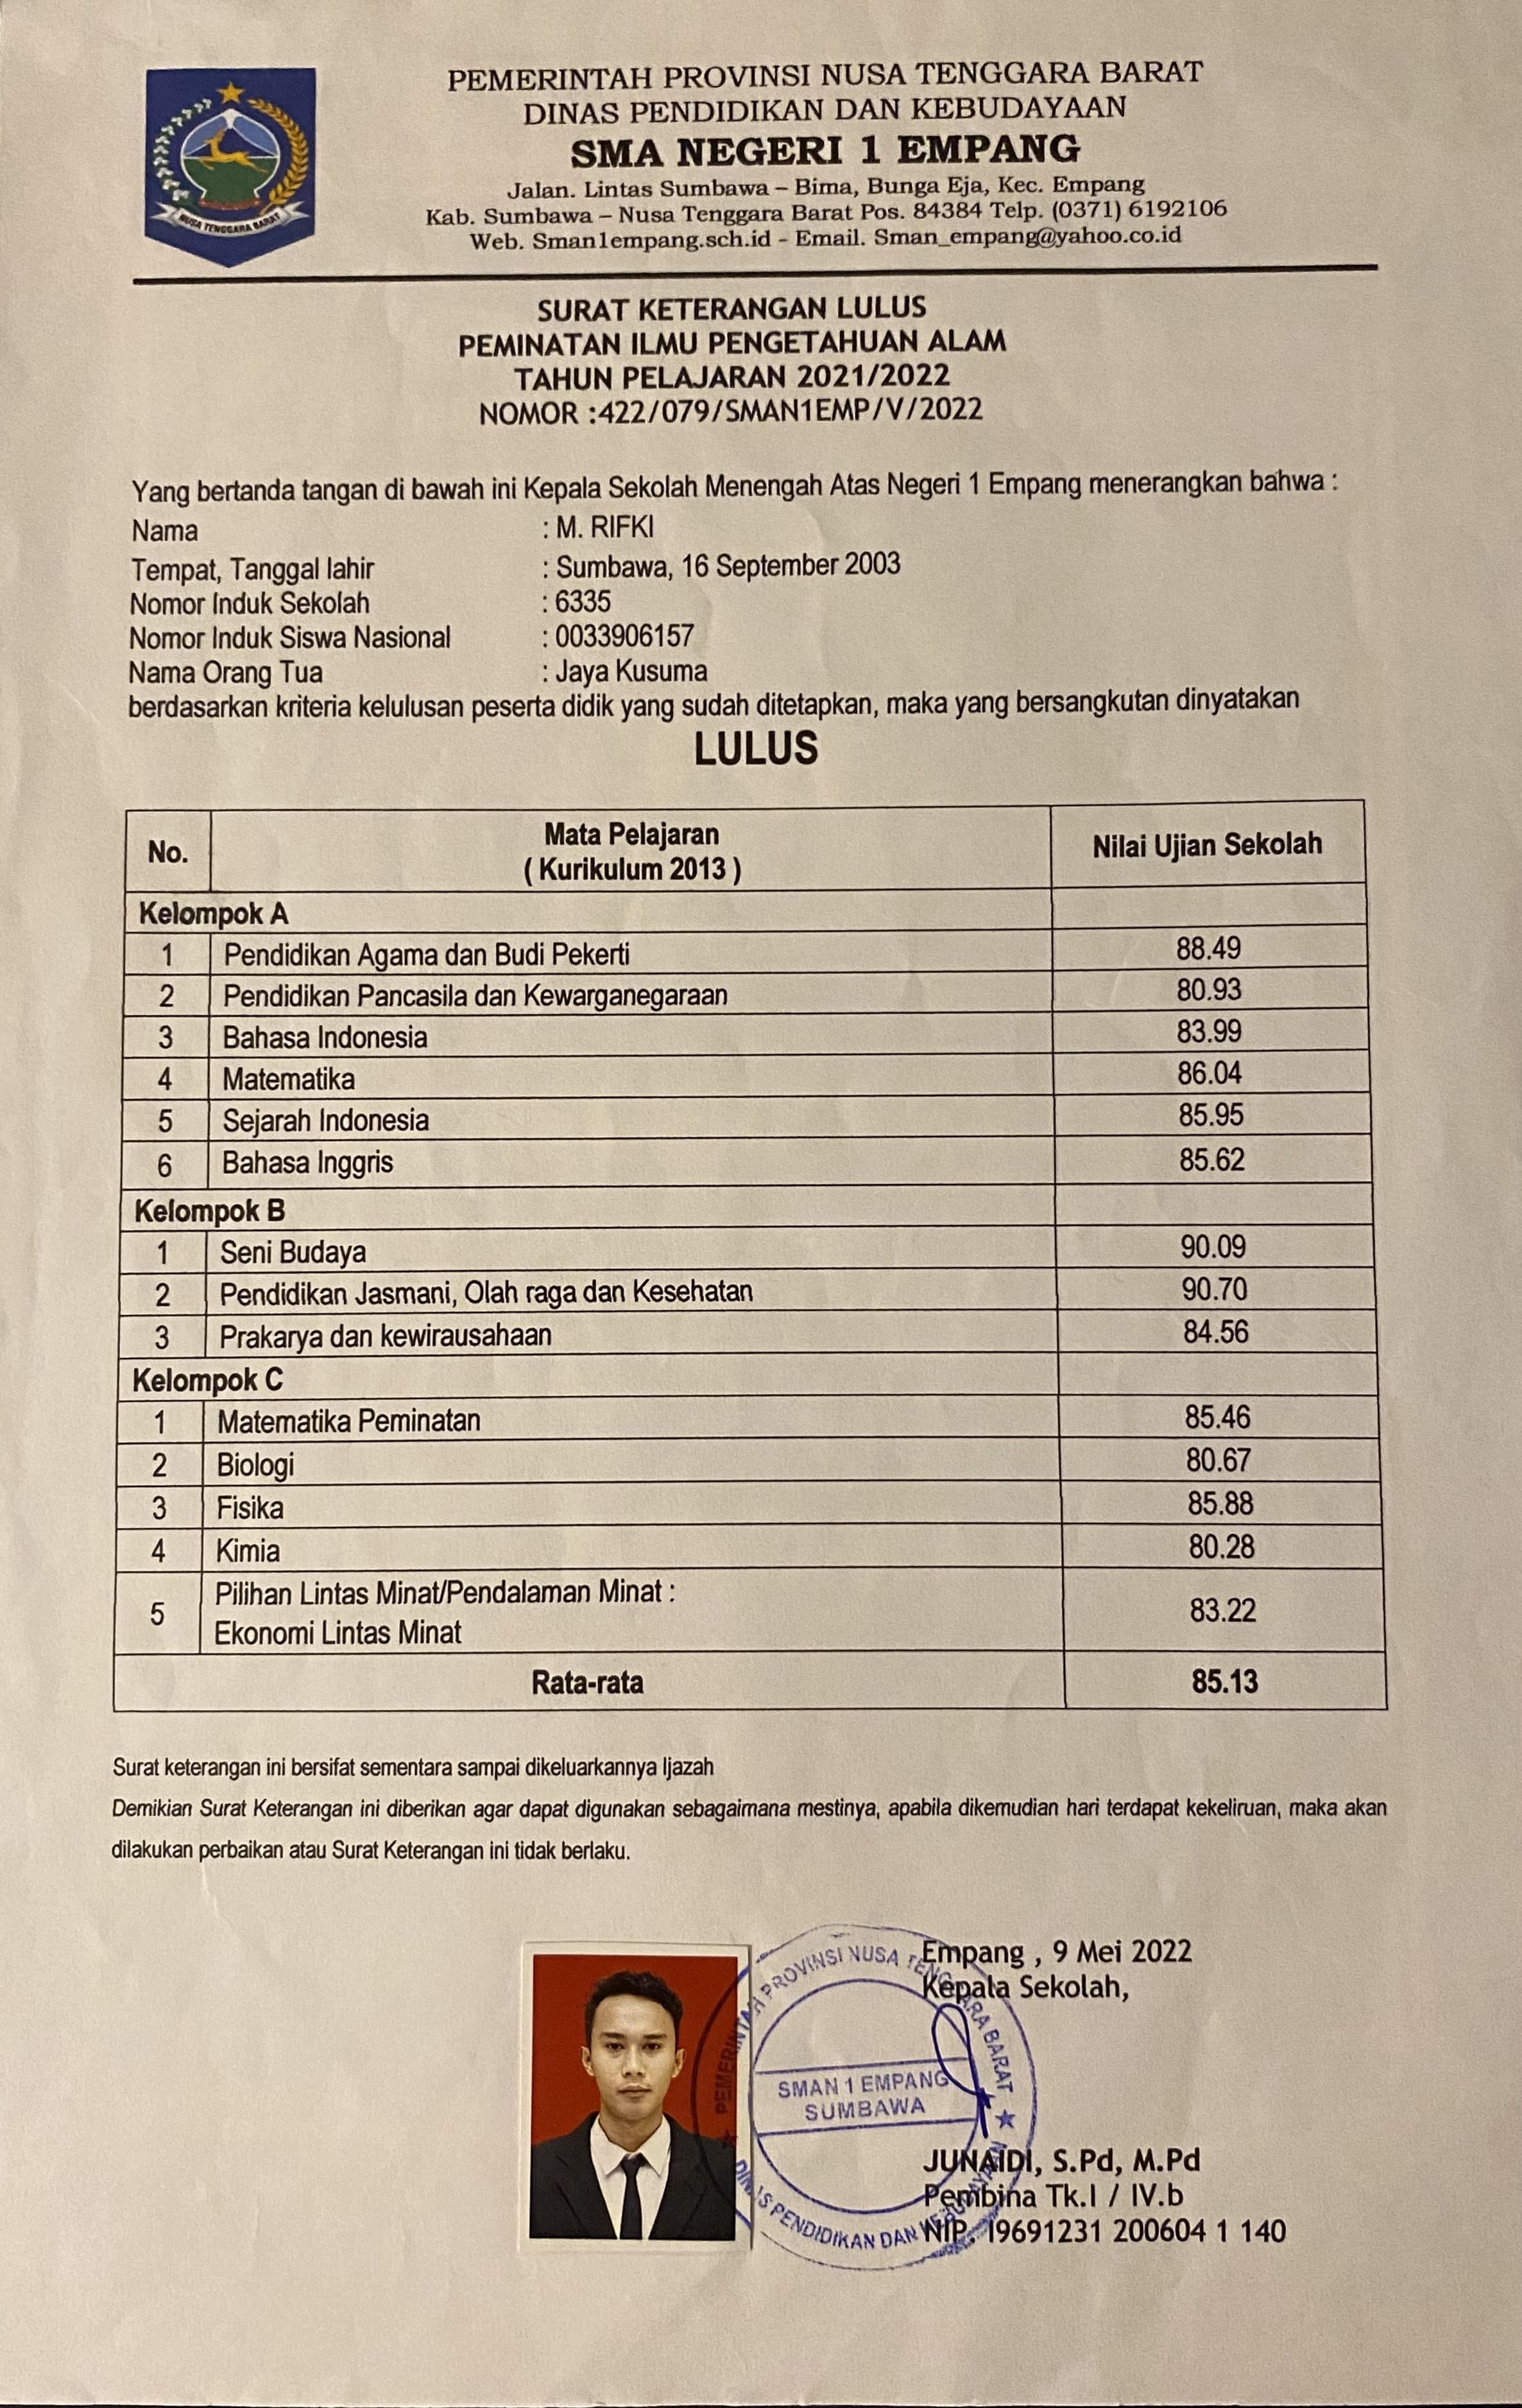 NUSA TENGGARA BARAT
PEMERINTAH PROVINSI NUSA TENGGARA BARAT
DINAS PENDIDIKAN DAN KEBUDAYAAN
SMA NEGERI 1 EMPANG
Jalan. Lintas Sumbawa – Bima, Bunga Eja, Kec. Empang
Kab. Sumbawa – Nusa Tenggara Barat Pos. 84384 Telp. (0371) 6192106
Web. Sman1empang.sch.id - Email. Sman_empang@yahoo.co.id
SURAT KETERANGAN LULUS
PEMINATAN ILMU PENGETAHUAN ALAM
TAHUN PELAJARAN 2021/2022
NOMOR :422/079/SMAN1EMP/V/2022
Yang bertanda tangan di bawah ini Kepala Sekolah Menengah Atas Negeri 1 Empang menerangkan bahwa :
Nama : M. RIFKI
Tempat, Tanggal lahir : Sumbawa, 16 September 2003
Nomor Induk Sekolah : 6335
Nomor Induk Siswa Nasional : 0033906157
Nama Orang Tua : Jaya Kusuma
berdasarkan kriteria kelulusan peserta didik yang sudah ditetapkan, maka yang bersangkutan dinyatakan
LULUS
No. Mata Pelajaran ( Kurikulum 2013 ) Nilai Ujian Sekolah
Kelompok A
1 Pendidikan Agama dan Budi Pekerti 88.49
2 Pendidikan Pancasila dan Kewarganegaraan 80.93
3 Bahasa Indonesia 83.99
4 Matematika 86.04
5 Sejarah Indonesia 85.95
6 Bahasa Inggris 85.62
Kelompok B
1 Seni Budaya 90.09
2 Pendidikan Jasmani, Olah raga dan Kesehatan 90.70
3 Prakarya dan kewirausahaan 84.56
Kelompok C
1 Matematika Peminatan 85.46
2 Biologi 80.67
3 Fisika 85.88
4 Kimia 80.28
5 Pilihan Lintas Minat/Pendalaman Minat : 83.22
Ekonomi Lintas Minat
Rata-rata 85.13
Surat keterangan ini bersifat sementara sampai dikeluarkannya Ijazah
Demikian Surat Keterangan ini diberikan agar dapat digunakan sebagaimana mestinya, apabila dikemudian hari terdapat kekeliruan, maka akan
dilakukan perbaikan atau Surat Keterangan ini tidak berlaku.
Empang , 9 Mei 2022
Kepala Sekolah,
PEMERINTAH PROVINSI NUSA TENGGARA BARAT
SMAN 1 EMPANG
SUMBAWA
DINAS PENDIDIKAN DAN KEBUDAYAAN
JUNAIDI, S.Pd, M.Pd
Pembina Tk.I / IV.b
NIP. 19691231 200604 1 140